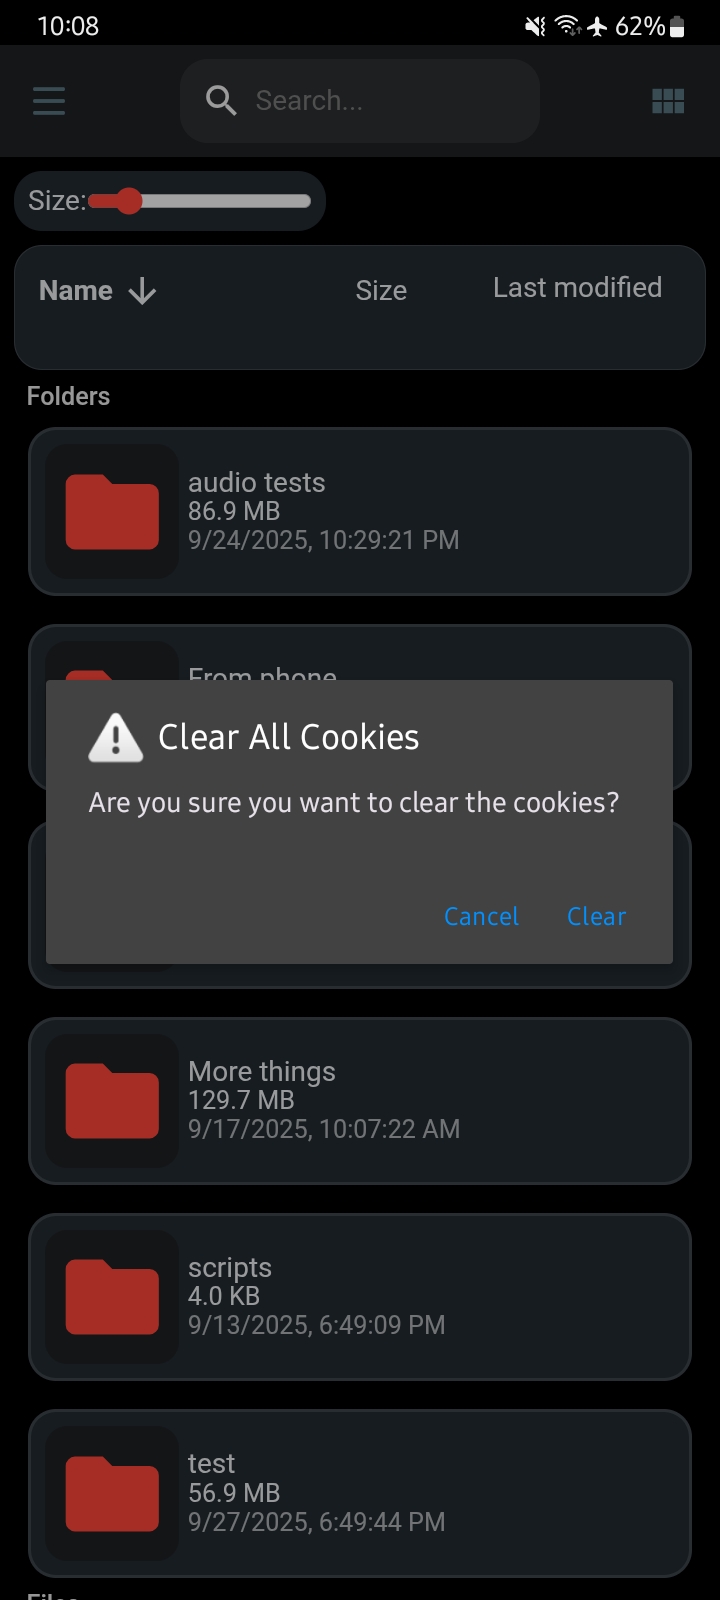 10:08
62%
Search...
Size:
Name
Size
Last modified
Folders
audio tests
86.9 MB
9/24/2025, 10:29:21 PM
From phone
Clear All Cookies
Are you sure you want to clear the cookies?
Cancel
Clear
More things
129.7 MB
9/17/2025, 10:07:22 AM
scripts
4.0 KB
9/13/2025, 6:49:09 PM
test
56.9 MB
9/27/2025, 6:49:44 PM
Files